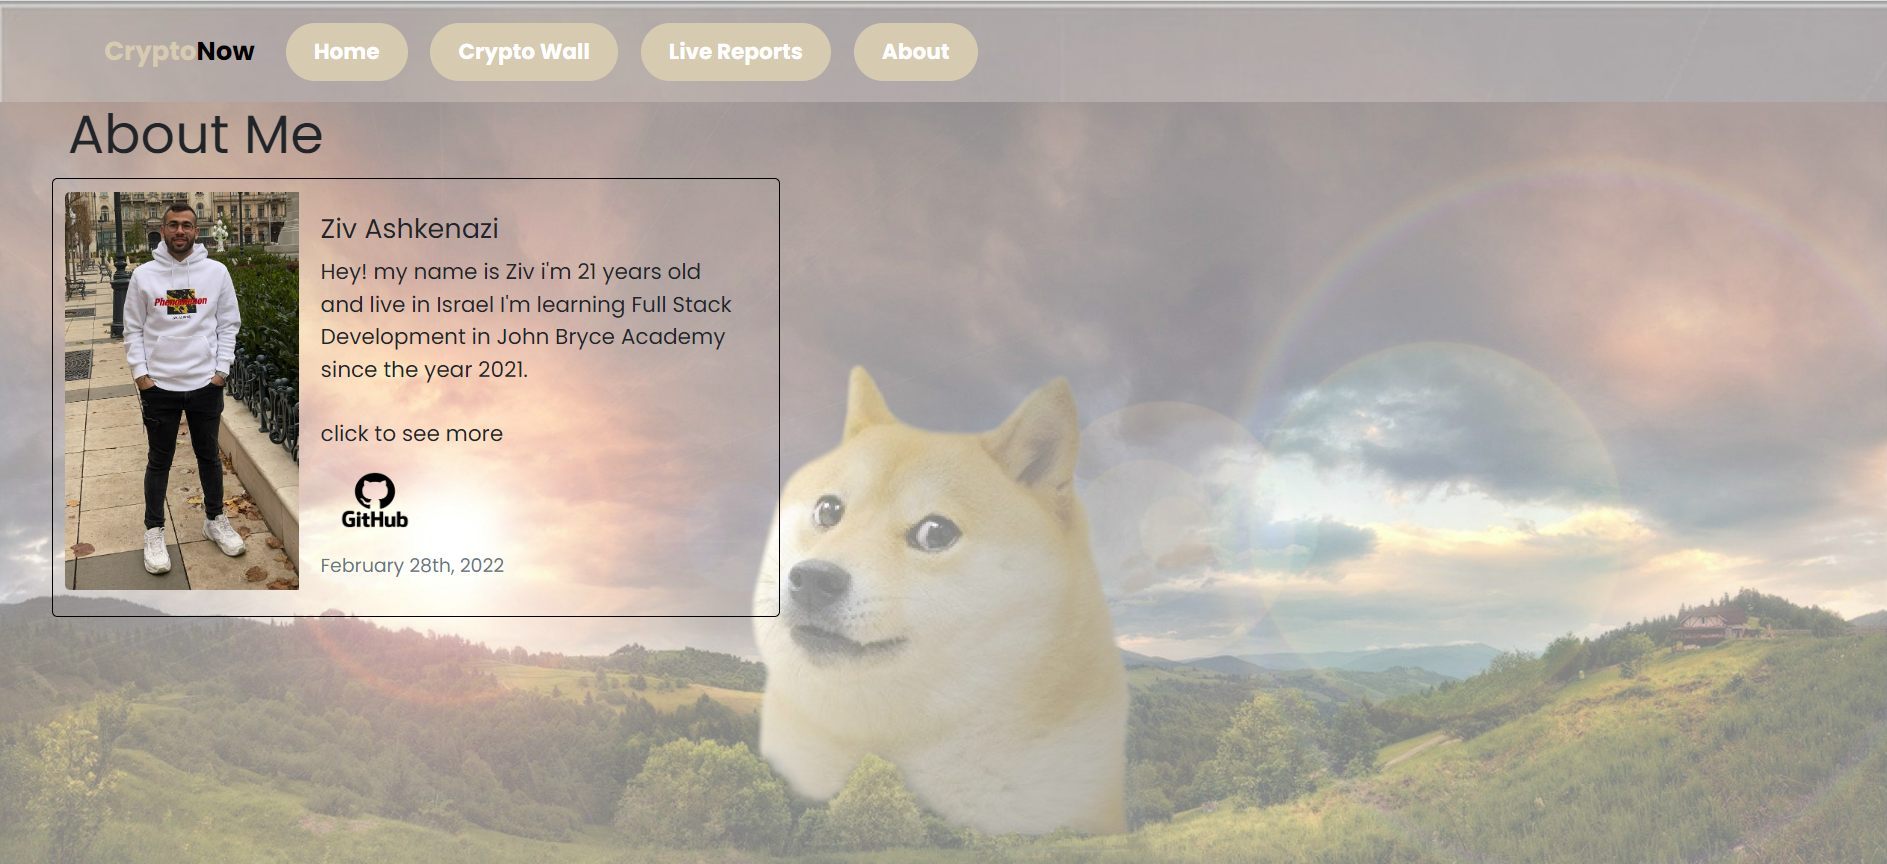 CryptoNow Home Crypto Wall Live Reports About
About Me
Ziv Ashkenazi
Hey! my name is Ziv i'm 21 years old
and live in Israel I'm learning Full Stack
Development in John Bryce Academy
since the year 2021.
click to see more
GitHub
February 28th, 2022
Phenomenon